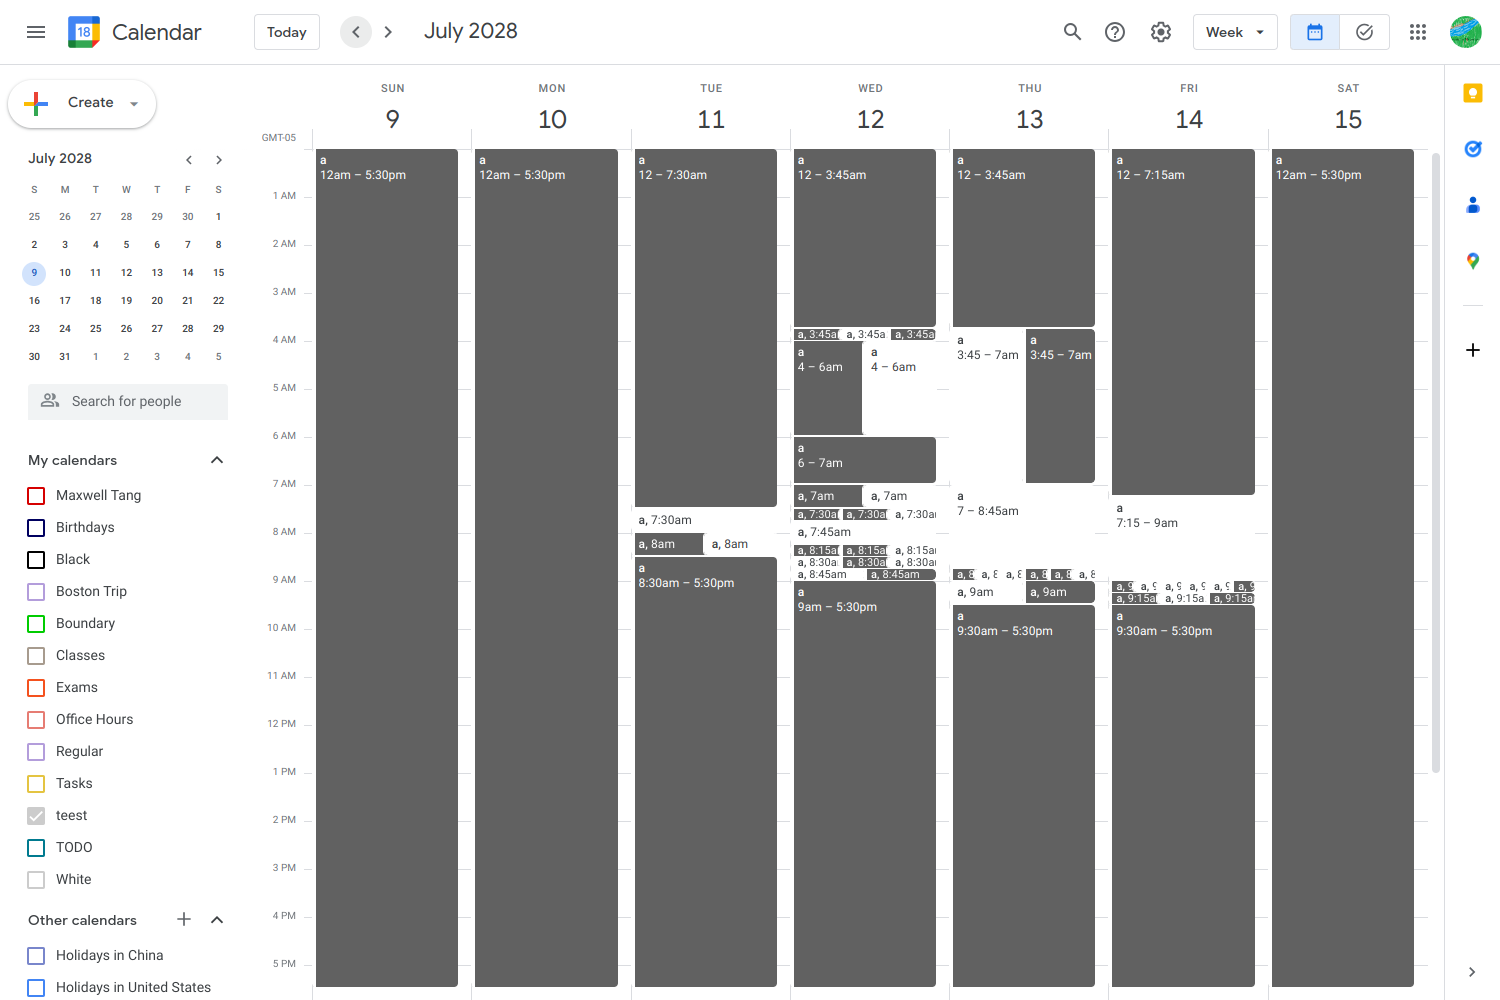 18 Calendar Today July 2028 Week
Create
July 2028
S M T W T F S
25 26 27 28 29 30 1
2 3 4 5 6 7 8
9 10 11 12 13 14 15
16 17 18 19 20 21 22
23 24 25 26 27 28 29
30 31 1 2 3 4 5
Search for people
My calendars
Maxwell Tang
Birthdays
Black
Boston Trip
Boundary
Classes
Exams
Office Hours
Regular
Tasks
teest
TODO
White
Other calendars
Holidays in China
Holidays in United States
GMT-05
1 AM
2 AM
3 AM
4 AM
5 AM
6 AM
7 AM
8 AM
9 AM
10 AM
11 AM
12 PM
1 PM
2 PM
3 PM
4 PM
5 PM
SUN
9
a
12am – 5:30pm
MON
10
a
12am – 5:30pm
TUE
11
a
12 – 7:30am
a, 7:30am
a, 8am a, 8am
a
8:30am – 5:30pm
WED
12
a
12 – 3:45am
a, 3:45a a, 3:45a a, 3:45a
a
4 – 6am
a
4 – 6am
a
6 – 7am
a, 7am a, 7am
a, 7:30a a, 7:30a a, 7:30a
a, 7:45am
a, 8:15a a, 8:15a a, 8:15a
a, 8:30a a, 8:30a a, 8:30a
a, 8:45am a, 8:45am
a
9am – 5:30pm
THU
13
a
12 – 3:45am
a
3:45 – 7am
a
3:45 – 7am
a
7 – 8:45am
a, 8 a, 8 a, 8 a, 8 a, 8 a, 8
a, 9am a, 9am
a
9:30am – 5:30pm
FRI
14
a
12 – 7:15am
a
7:15 – 9am
a, 9 a, 9 a, 9 a, 9 a, 9 a, 9
a, 9:15a a, 9:15a a, 9:15a
a
9:30am – 5:30pm
SAT
15
a
12am – 5:30pm